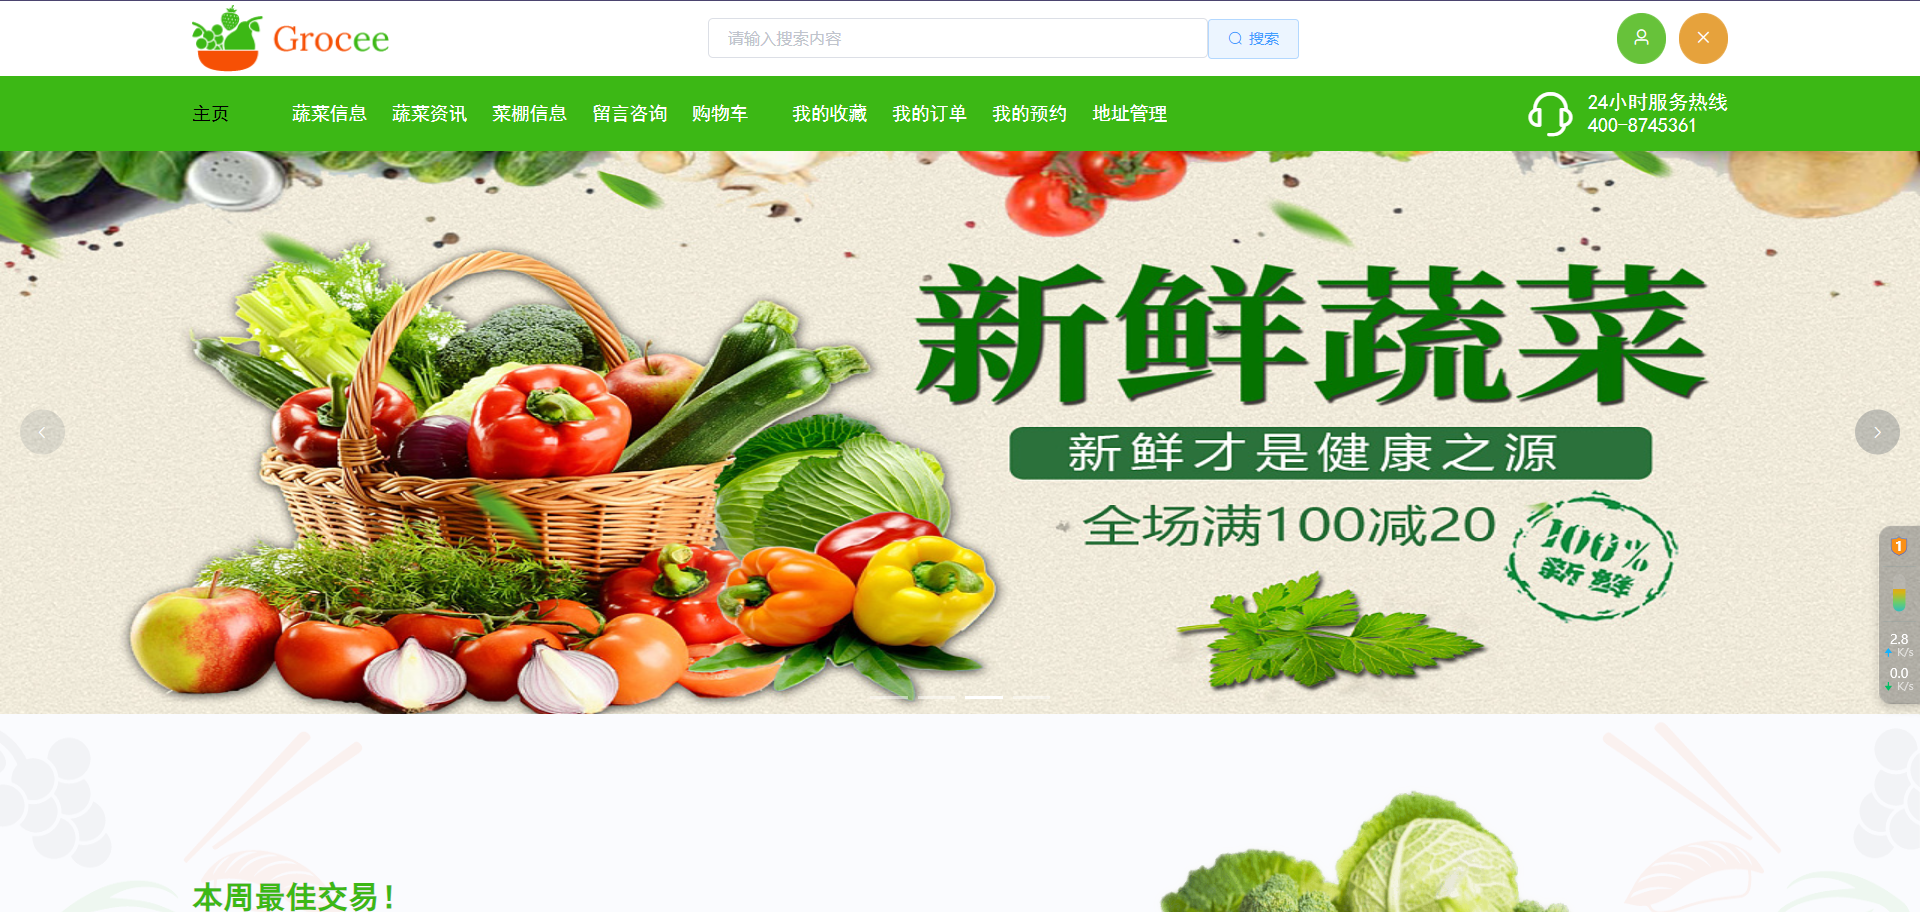 Grocee
请输入搜索内容
搜索
主页 蔬菜信息 蔬菜资讯 菜棚信息 留言咨询 购物车 我的收藏 我的订单 我的预约 地址管理
24小时服务热线
400-8745361
新鲜蔬菜
新鲜才是健康之源
全场满100减20
100%
新鲜
1
2.8
K/s
0.0
K/s
本周最佳交易！